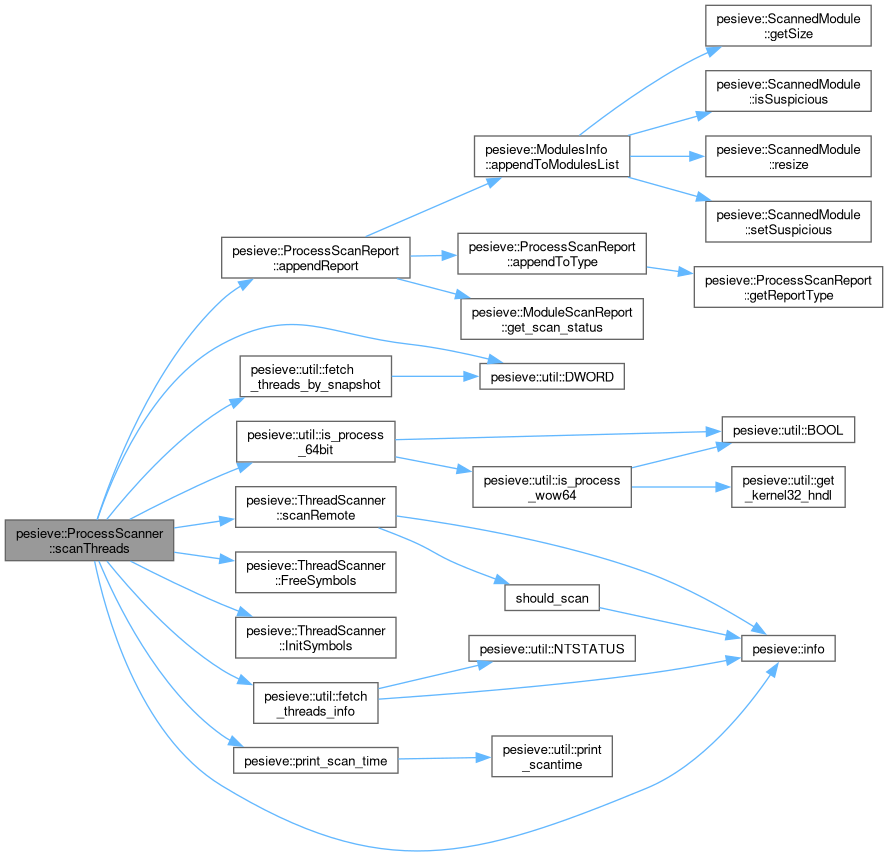 pesieve::ScannedModule
::getSize
pesieve::ScannedModule
::isSuspicious
pesieve::ModulesInfo
::appendToModulesList
pesieve::ScannedModule
::resize
pesieve::ScannedModule
::setSuspicious
pesieve::ProcessScanReport
::appendReport
pesieve::ProcessScanReport
::appendToType
pesieve::ProcessScanReport
::getReportType
pesieve::ModuleScanReport
::get_scan_status
pesieve::util::fetch
_threads_by_snapshot
pesieve::util::DWORD
pesieve::util::is_process
_64bit
pesieve::util::BOOL
pesieve::util::is_process
_wow64
pesieve::util::get
_kernel32_hndl
pesieve::ThreadScanner
::scanRemote
pesieve::ProcessScanner
::scanThreads
pesieve::ThreadScanner
::FreeSymbols
should_scan
pesieve::ThreadScanner
::InitSymbols
pesieve::util::NTSTATUS
pesieve::info
pesieve::util::fetch
_threads_info
pesieve::print_scan_time
pesieve::util::print
_scantime